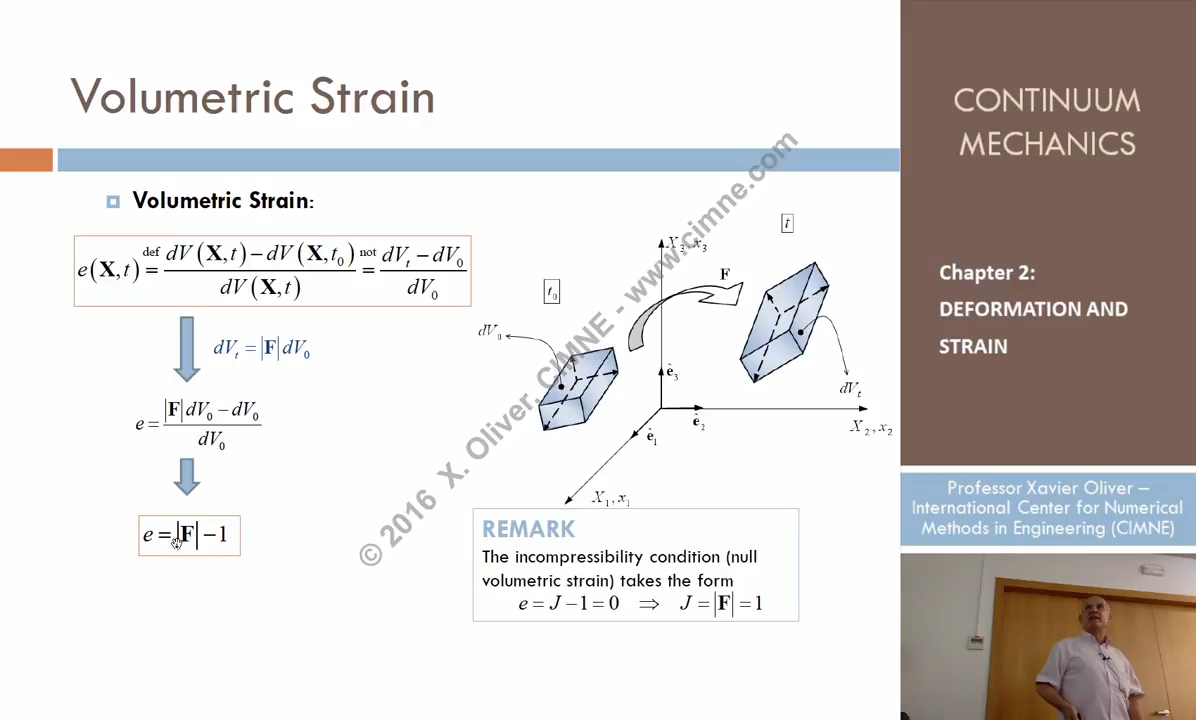 Volumetric Strain
Volumetric Strain:
e(X,t) def= (dV(X,t) − dV(X,t₀)) / dV(X,t) not= (dVₜ − dV₀) / dV₀
dVₜ = |F| dV₀
e = (|F| dV₀ − dV₀) / dV₀
e = |F| − 1
t₀
dV₀
X₃, x₃
F
t
dVₜ
ê₃
ê₂
ê₁
X₂, x₂
X₁, x₁
© 2016 X. Oliver, CIMNE - www.cimne.com
REMARK
The incompressibility condition (null
volumetric strain) takes the form
e = J − 1 = 0 ⇒ J = |F| = 1
CONTINUUM
MECHANICS
Chapter 2:
DEFORMATION AND
STRAIN
Professor Xavier Oliver –
International Center for Numerical
Methods in Engineering (CIMNE)